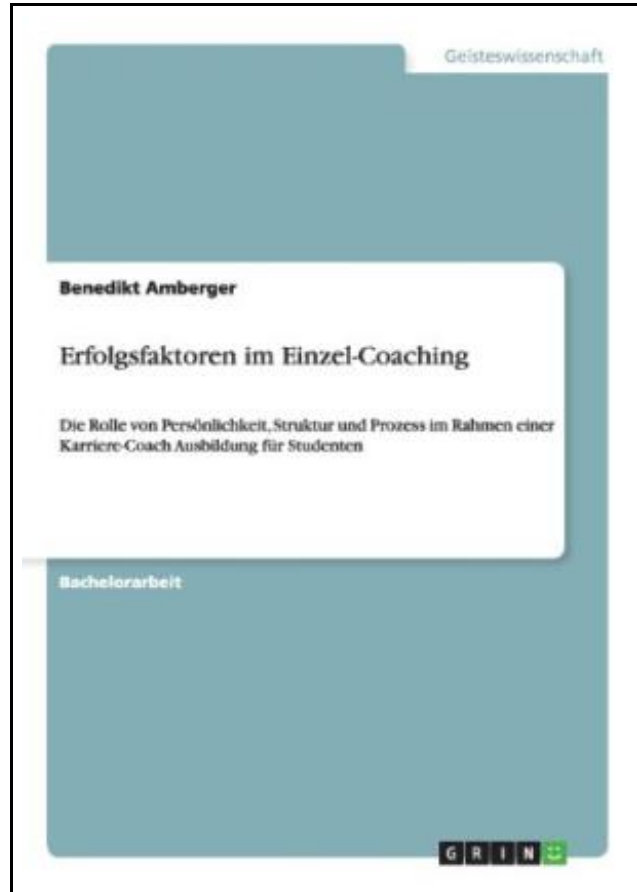 Geisteswissenschaft
Benedikt Amberger
Erfolgsfaktoren im Einzel-Coaching
Die Rolle von Persönlichkeit, Struktur und Prozess im Rahmen einer
Karriere-Coach Ausbildung für Studenten
Bachelorarbeit
GRIN